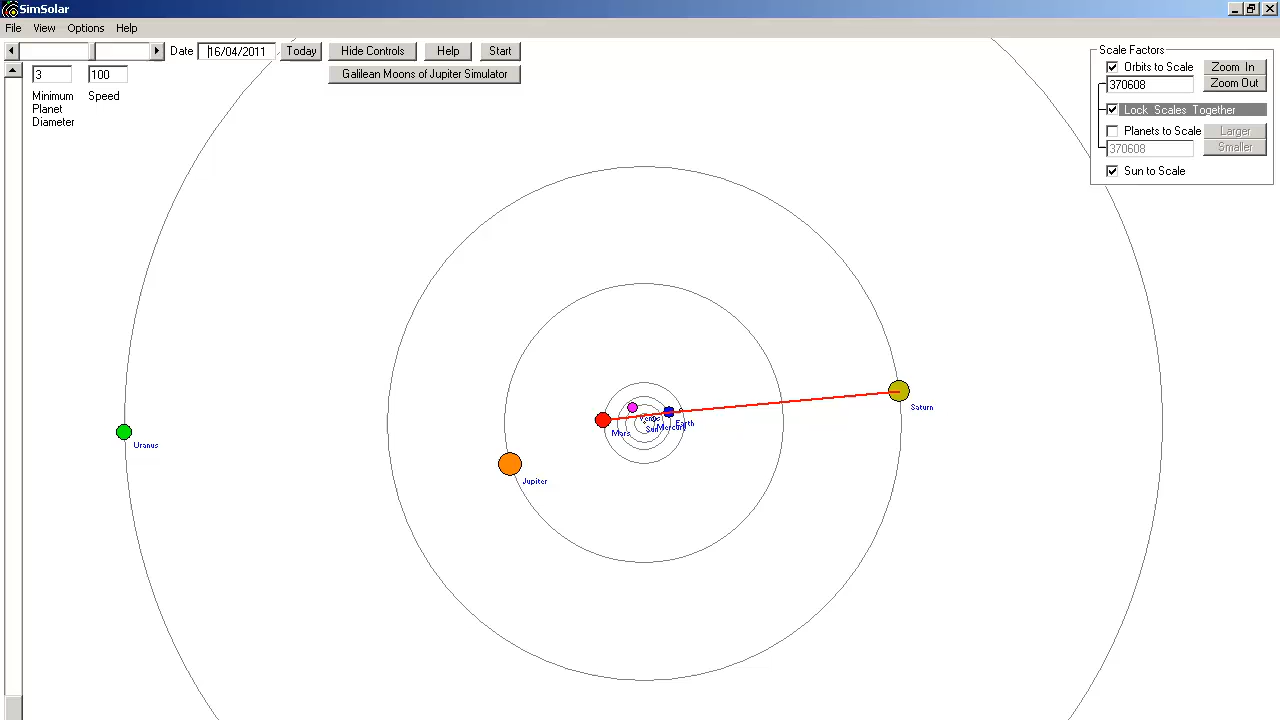 SimSolar
File View Options Help
Date 16/04/2011 Today Hide Controls Help Start
Galilean Moons of Jupiter Simulator
3 100
Minimum Planet Diameter
Speed
Scale Factors
Orbits to Scale Zoom In
370608 Zoom Out
Lock Scales Together
Planets to Scale Larger
370608 Smaller
Sun to Scale
Saturn
Venus
Earth
Mercury
Sun
Mars
Uranus
Jupiter